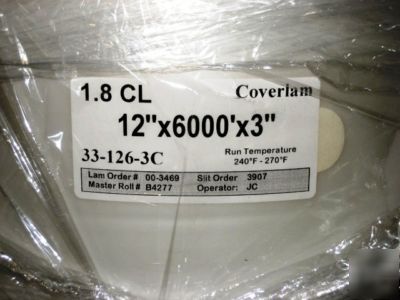 1.8 CL Coverlam
12"x6000'x3"
33-126-3C
Run Temperature
240°F - 270°F
Lam Order # 00-3469 Slit Order 3907
Master Roll # B4277 Operator: JC